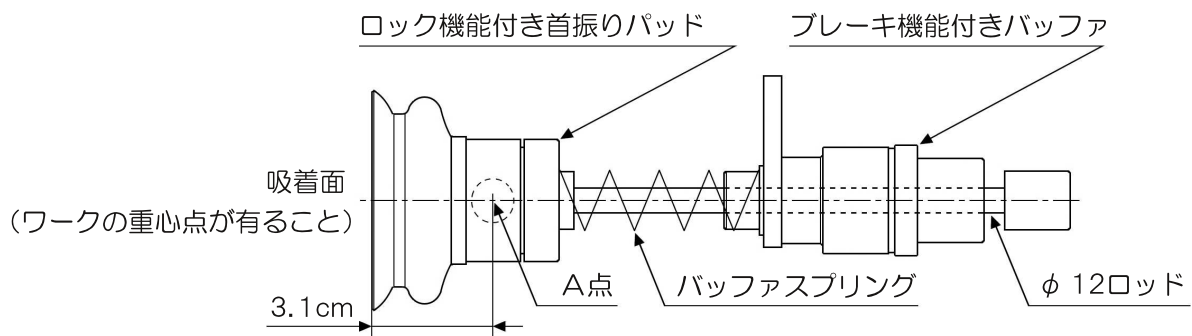 ロック機能付き首振りパッド
ブレーキ機能付きバッファ
吸着面
（ワークの重心点が有ること）
A点
バッファスプリング
φ12ロッド
3.1cm